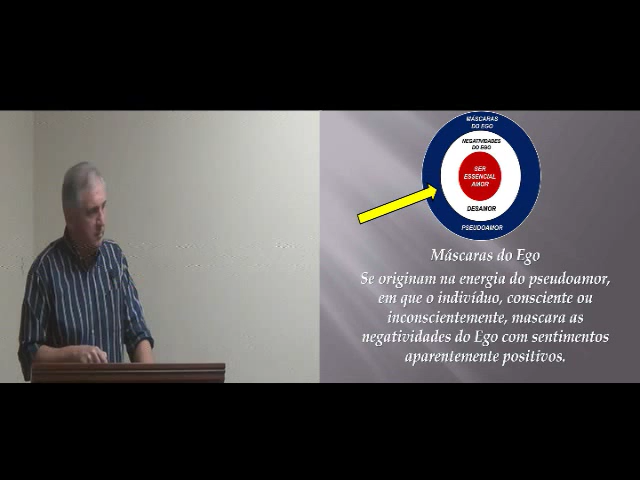 MÁSCARAS
DO EGO
NEGATIVIDADES
DO EGO
SER
ESSENCIAL
AMOR
DESAMOR
PSEUDOAMOR
Máscaras do Ego
Se originam na energia do pseudoamor,
em que o indivíduo, consciente ou
inconscientemente, mascara as
negatividades do Ego com sentimentos
aparentemente positivos.